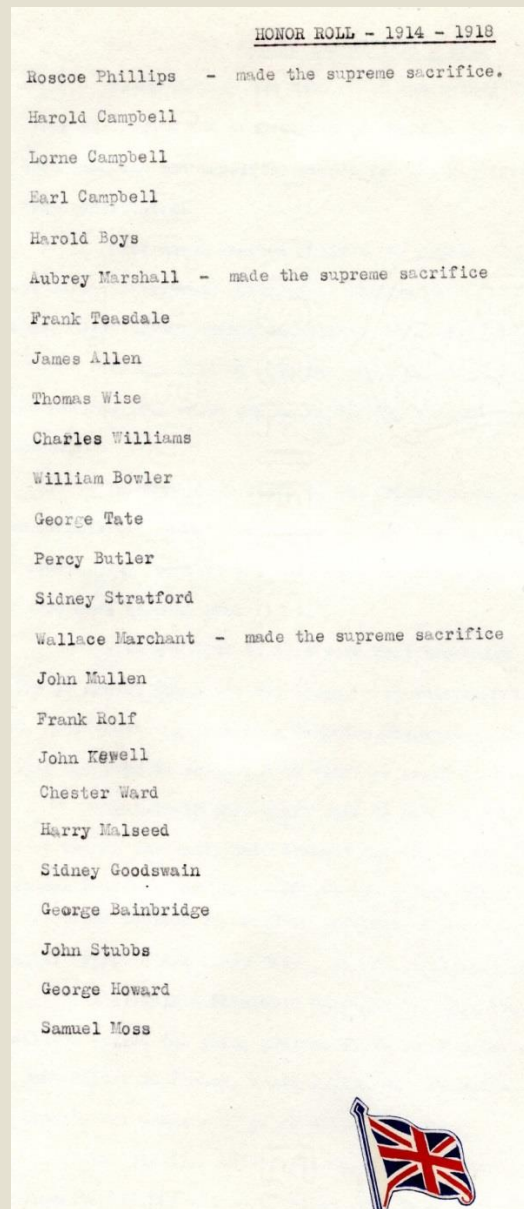 HONOR ROLL - 1914 - 1918
Roscoe Phillips - made the supreme sacrifice.
Harold Campbell
Lorne Campbell
Earl Campbell
Harold Boys
Aubrey Marshall - made the supreme sacrifice
Frank Teasdale
James Allen
Thomas Wise
Charles Williams
William Bowler
George Tate
Percy Butler
Sidney Stratford
Wallace Marchant - made the supreme sacrifice
John Mullen
Frank Rolf
John Kewell
Chester Ward
Harry Malseed
Sidney Goodswain
George Bainbridge
John Stubbs
George Howard
Samuel Moss